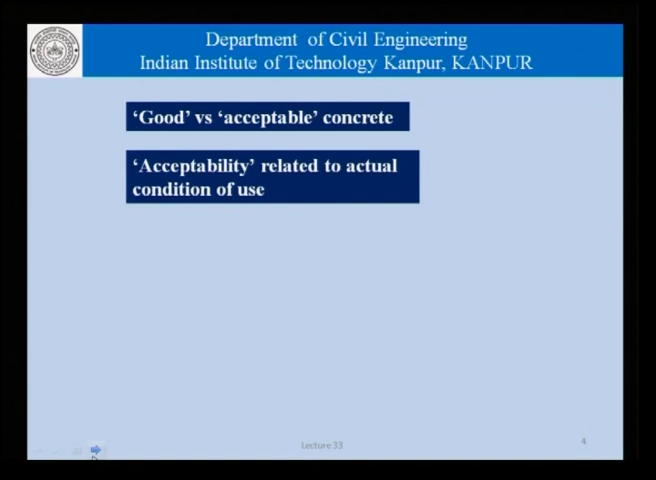 Department of Civil Engineering
Indian Institute of Technology Kanpur, KANPUR
‘Good’ vs ‘acceptable’ concrete
‘Acceptability’ related to actual
condition of use
Lecture 33
4